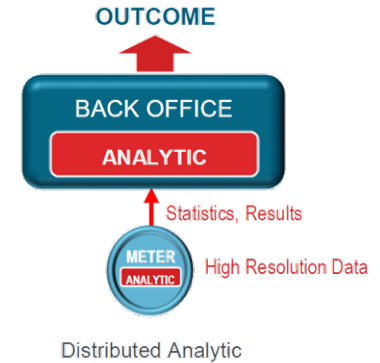 OUTCOME
BACK OFFICE
ANALYTIC
Statistics, Results
METER
ANALYTIC
High Resolution Data
Distributed Analytic